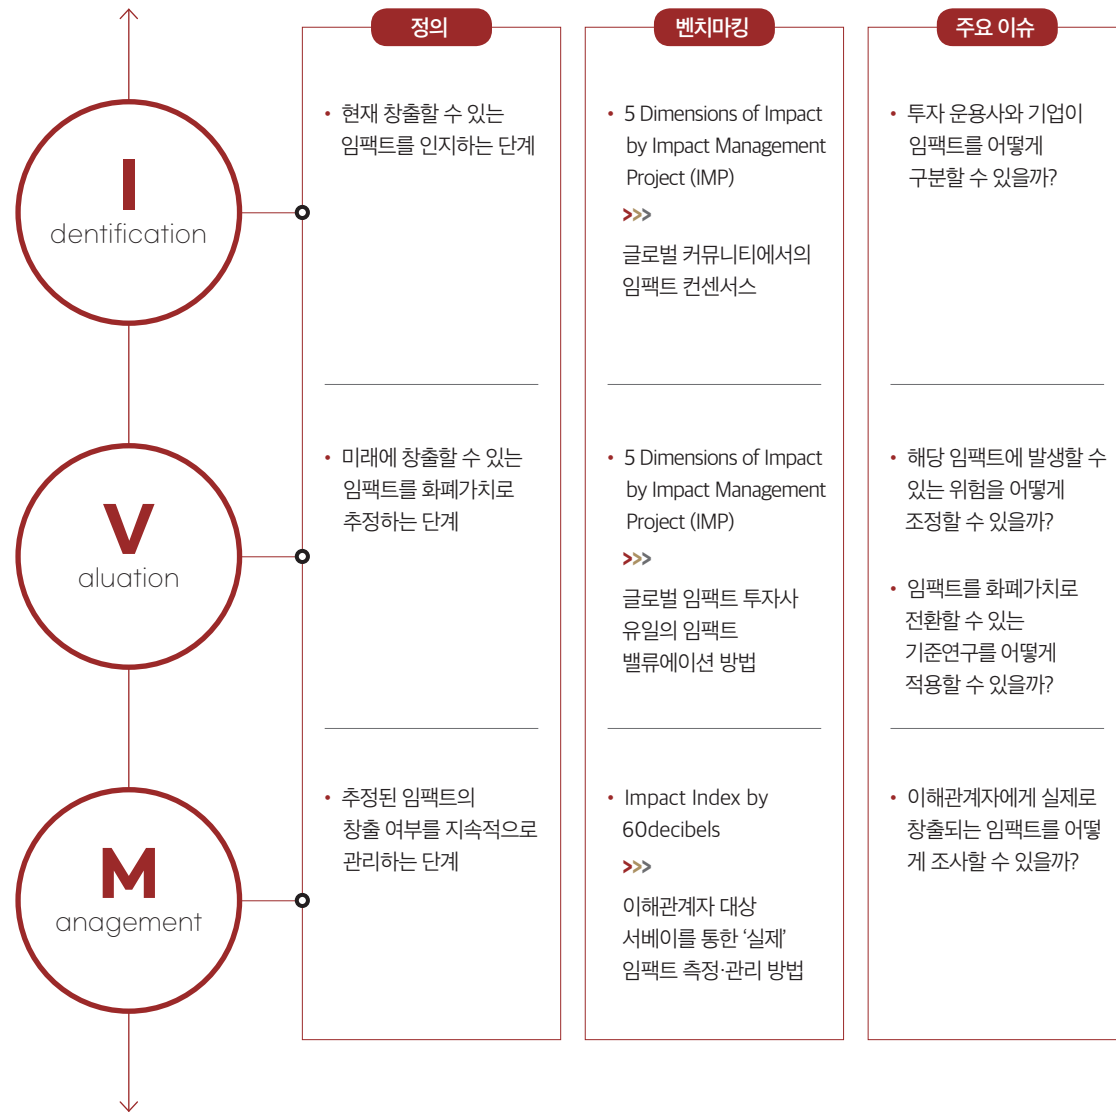 정의
벤치마킹
주요 이슈
I
dentification
• 현재 창출할 수 있는
임팩트를 인지하는 단계
• 5 Dimensions of Impact
by Impact Management
Project (IMP)
>>>
글로벌 커뮤니티에서의
임팩트 컨센서스
• 투자 운용사와 기업이
임팩트를 어떻게
구분할 수 있을까?
V
aluation
• 미래에 창출할 수 있는
임팩트를 화폐가치로
추정하는 단계
• 5 Dimensions of Impact
by Impact Management
Project (IMP)
>>>
글로벌 임팩트 투자사
유일의 임팩트
밸류에이션 방법
• 해당 임팩트에 발생할 수
있는 위험을 어떻게
조정할 수 있을까?
• 임팩트를 화폐가치로
전환할 수 있는
기준연구를 어떻게
적용할 수 있을까?
M
anagement
• 추정된 임팩트의
창출 여부를 지속적으로
관리하는 단계
• Impact Index by
60decibels
>>>
이해관계자 대상
서베이를 통한 ‘실제’
임팩트 측정·관리 방법
• 이해관계자에게 실제로
창출되는 임팩트를 어떻
게 조사할 수 있을까?